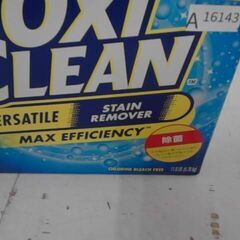 OXI
A 16143
CLEAN
ERSATILE
STAIN
REMOVER
MAX EFFICIENCY
除菌
CHLORINE BLEACH FREE